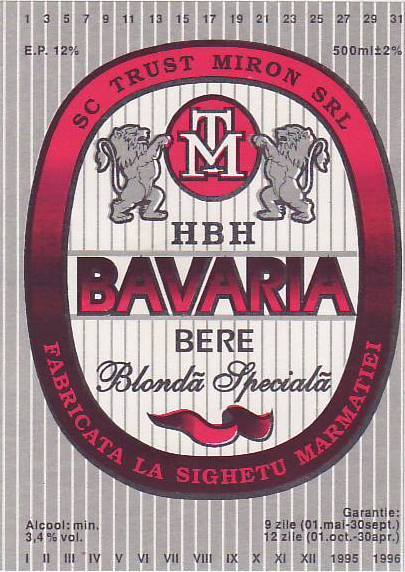 1 3 5 7 9 11 13 15 17 19 21 23 25 27 29 31
E.P. 12%
500ml±2%
SC TRUST MIRON SRL
TM
HBH
BAVARIA
BERE
Blondã Specialã
FABRICATA LA SIGHETU MARMATIEI
Alcool: min.
3,4 % vol.
Garantie:
9 zile (01.mai-30sept.)
12 zile (01.oct.-30apr.)
I II III IV V VI VII VIII IX X XI XII 1995 1996